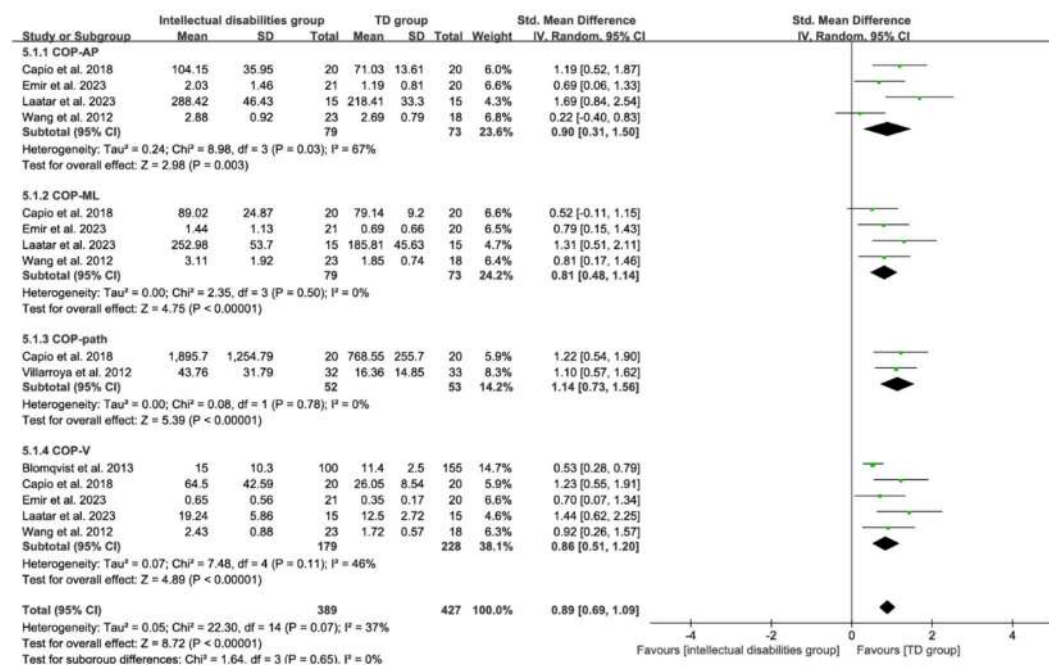 Intellectual disabilities group TD group Std. Mean Difference Std. Mean Difference
Study or Subgroup Mean SD Total Mean SD Total Weight IV, Random, 95% CI IV, Random, 95% CI
5.1.1 COP-AP
Capio et al. 2018 104.15 35.95 20 71.03 13.61 20 6.0% 1.19 [0.52, 1.87]
Emir et al. 2023 2.03 1.46 21 1.19 0.81 20 6.6% 0.69 [0.06, 1.33]
Laatar et al. 2023 288.42 46.43 15 218.41 33.3 15 4.3% 1.69 [0.84, 2.54]
Wang et al. 2012 2.88 0.92 23 2.69 0.79 18 6.8% 0.22 [-0.40, 0.83]
Subtotal (95% CI) 79 73 23.6% 0.90 [0.31, 1.50]
Heterogeneity: Tau² = 0.24; Chi² = 8.98, df = 3 (P = 0.03); I² = 67%
Test for overall effect: Z = 2.98 (P = 0.003)
5.1.2 COP-ML
Capio et al. 2018 89.02 24.87 20 79.14 9.2 20 6.6% 0.52 [-0.11, 1.15]
Emir et al. 2023 1.44 1.13 21 0.69 0.66 20 6.5% 0.79 [0.15, 1.43]
Laatar et al. 2023 252.98 53.7 15 185.81 45.63 15 4.7% 1.31 [0.51, 2.11]
Wang et al. 2012 3.11 1.92 23 1.85 0.74 18 6.4% 0.81 [0.17, 1.46]
Subtotal (95% CI) 79 73 24.2% 0.81 [0.48, 1.14]
Heterogeneity: Tau² = 0.00; Chi² = 2.35, df = 3 (P = 0.50); I² = 0%
Test for overall effect: Z = 4.75 (P < 0.00001)
5.1.3 COP-path
Capio et al. 2018 1,895.7 1,254.79 20 768.55 255.7 20 5.9% 1.22 [0.54, 1.90]
Villarroya et al. 2012 43.76 31.79 32 16.36 14.85 33 8.3% 1.10 [0.57, 1.62]
Subtotal (95% CI) 52 53 14.2% 1.14 [0.73, 1.56]
Heterogeneity: Tau² = 0.00; Chi² = 0.08, df = 1 (P = 0.78); I² = 0%
Test for overall effect: Z = 5.39 (P < 0.00001)
5.1.4 COP-V
Blomqvist et al. 2013 15 10.3 100 11.4 2.5 155 14.7% 0.53 [0.28, 0.79]
Capio et al. 2018 64.5 42.59 20 26.05 8.54 20 5.9% 1.23 [0.55, 1.91]
Emir et al. 2023 0.65 0.56 21 0.35 0.17 20 6.6% 0.70 [0.07, 1.34]
Laatar et al. 2023 19.24 5.86 15 12.5 2.72 15 4.6% 1.44 [0.62, 2.25]
Wang et al. 2012 2.43 0.88 23 1.72 0.57 18 6.3% 0.92 [0.26, 1.57]
Subtotal (95% CI) 179 228 38.1% 0.86 [0.51, 1.20]
Heterogeneity: Tau² = 0.07; Chi² = 7.48, df = 4 (P = 0.11); I² = 46%
Test for overall effect: Z = 4.89 (P < 0.00001)
Total (95% CI) 389 427 100.0% 0.89 [0.69, 1.09]
Heterogeneity: Tau² = 0.05; Chi² = 22.30, df = 14 (P = 0.07); I² = 37%
Test for overall effect: Z = 8.72 (P < 0.00001)
Test for subgroup differences: Chi² = 1.64, df = 3 (P = 0.65), I² = 0%
-4 -2 0 2 4
Favours [intellectual disabilities group] Favours [TD group]